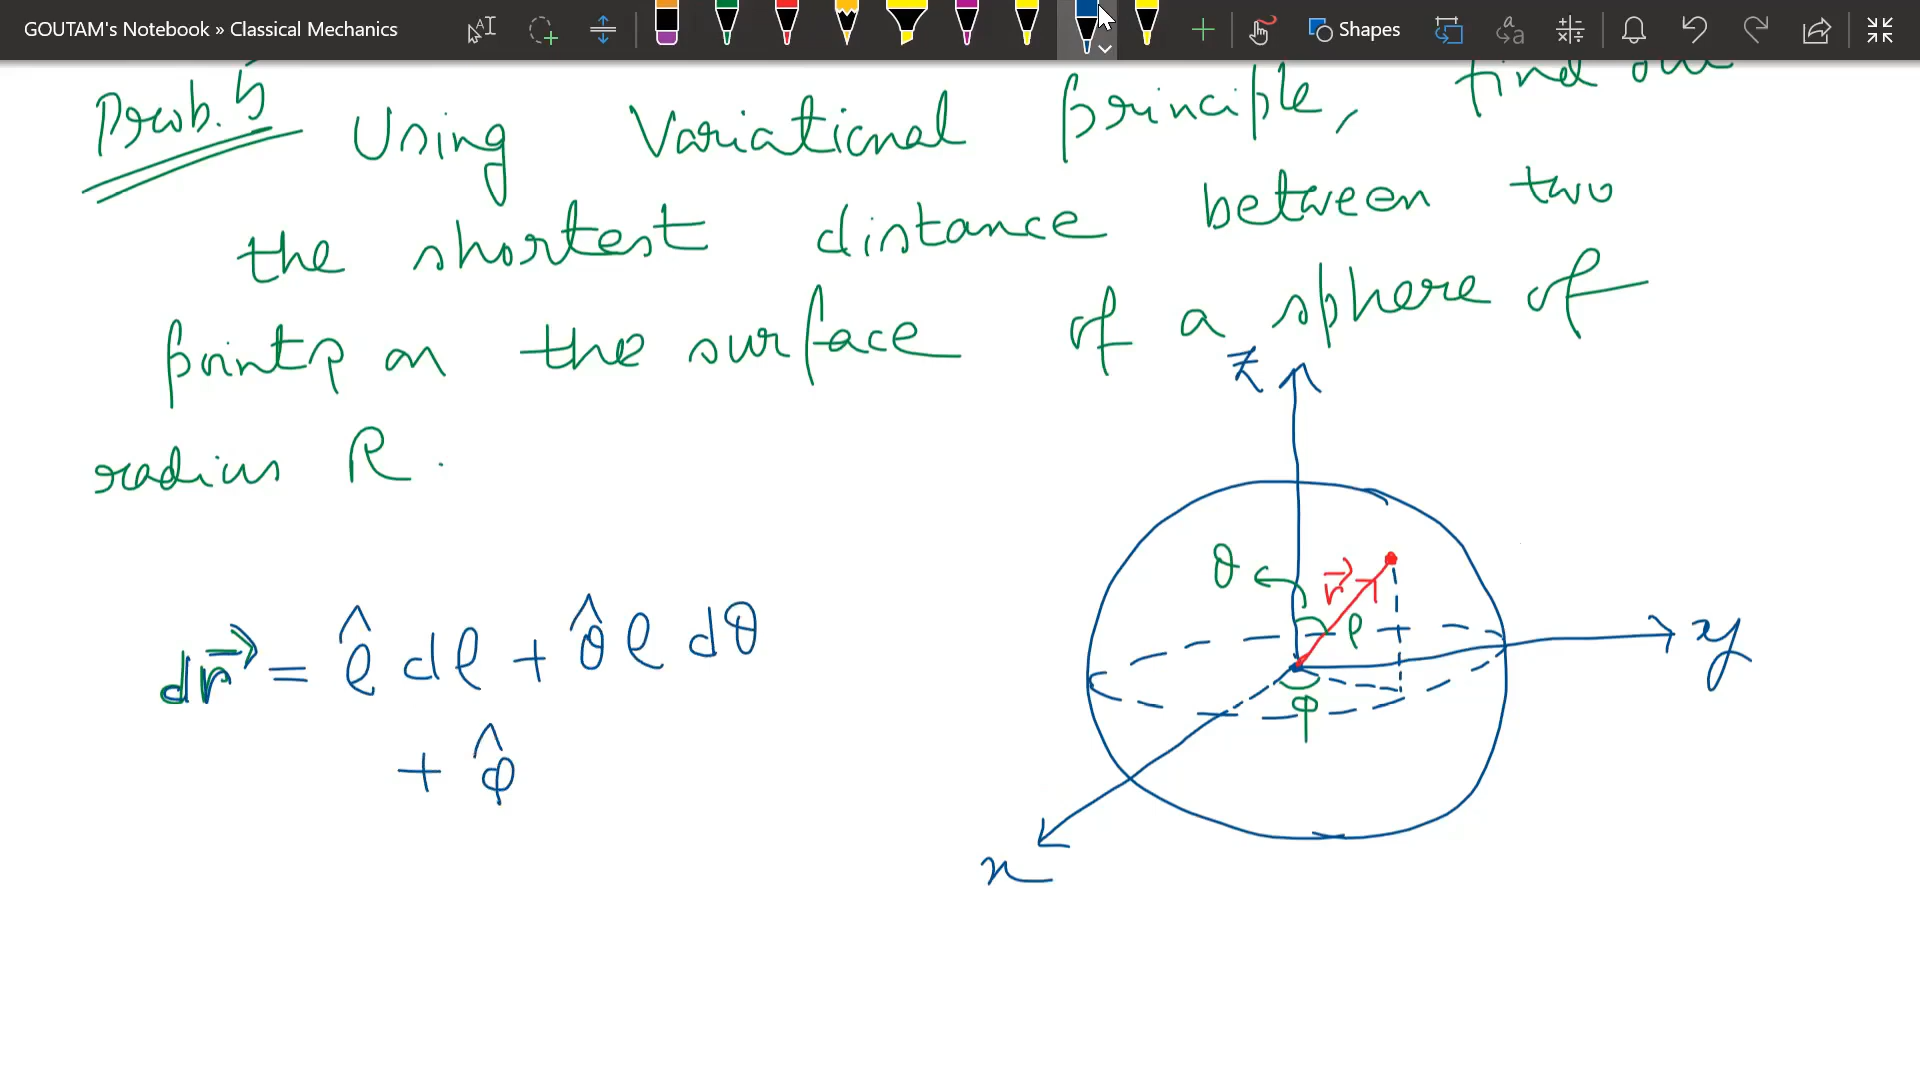 GOUTAM's Notebook » Classical Mechanics
Shapes
Prob. 5 Using Variational principle, find out
the shortest distance between two
points on the surface of a sphere of
radius R.
z
θ r⃗ ρ
y
φ
x
dr⃗ = ρ̂ dρ + θ̂ ρ dθ
+ φ̂